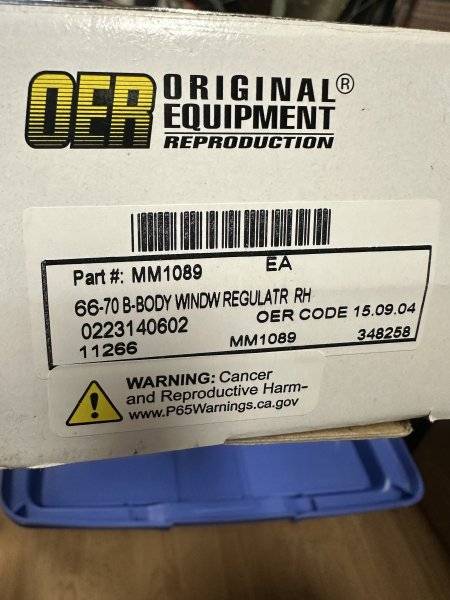 OER ORIGINAL®
EQUIPMENT
REPRODUCTION
Part #: MM1089 EA
66-70 B-BODY WINDW REGULATR RH
0223140602 OER CODE 15.09.04
11266 MM1089 348258
WARNING: Cancer
and Reproductive Harm-
www.P65Warnings.ca.gov